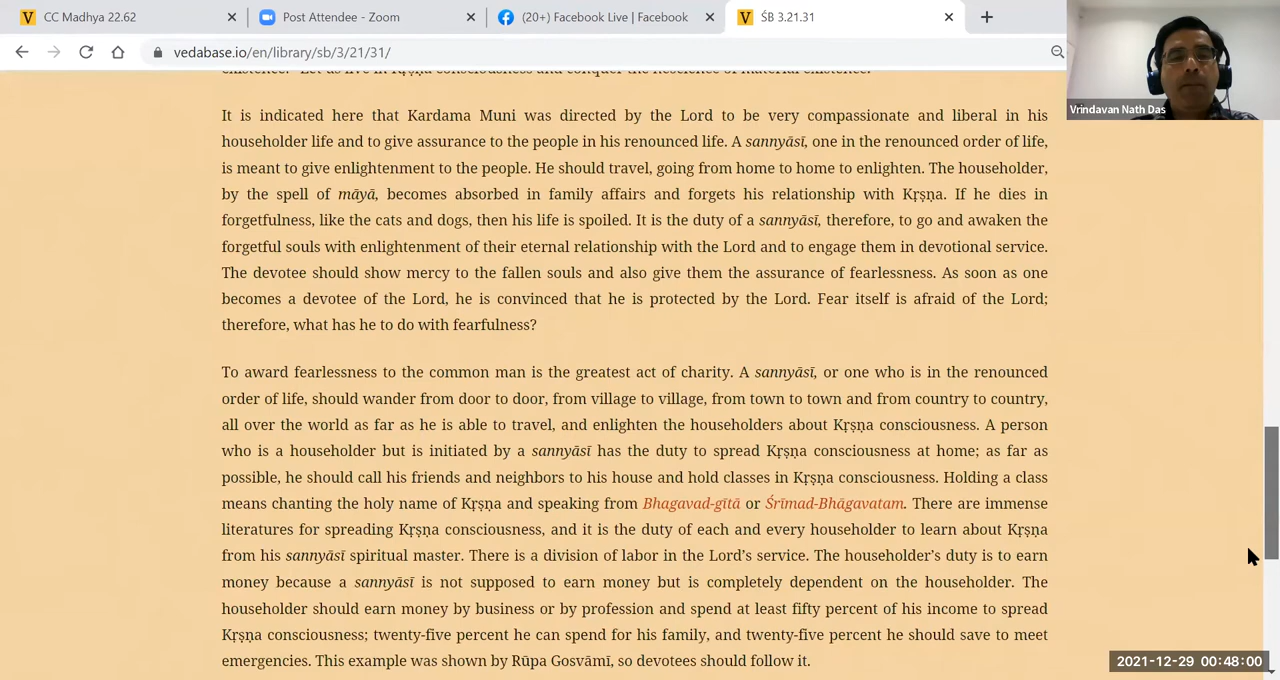 CC Madhya 22.62
Post Attendee - Zoom
(20+) Facebook Live | Facebook
ŚB 3.21.31
vedabase.io/en/library/sb/3/21/31/
Vrindavan Nath Das
existence." Let us live in Kṛṣṇa consciousness and conquer the nescience of material existence.
It is indicated here that Kardama Muni was directed by the Lord to be very compassionate and liberal in his
householder life and to give assurance to the people in his renounced life. A sannyāsī, one in the renounced order of life,
is meant to give enlightenment to the people. He should travel, going from home to home to enlighten. The householder,
by the spell of māyā, becomes absorbed in family affairs and forgets his relationship with Kṛṣṇa. If he dies in
forgetfulness, like the cats and dogs, then his life is spoiled. It is the duty of a sannyāsī, therefore, to go and awaken the
forgetful souls with enlightenment of their eternal relationship with the Lord and to engage them in devotional service.
The devotee should show mercy to the fallen souls and also give them the assurance of fearlessness. As soon as one
becomes a devotee of the Lord, he is convinced that he is protected by the Lord. Fear itself is afraid of the Lord;
therefore, what has he to do with fearfulness?
To award fearlessness to the common man is the greatest act of charity. A sannyāsī, or one who is in the renounced
order of life, should wander from door to door, from village to village, from town to town and from country to country,
all over the world as far as he is able to travel, and enlighten the householders about Kṛṣṇa consciousness. A person
who is a householder but is initiated by a sannyāsī has the duty to spread Kṛṣṇa consciousness at home; as far as
possible, he should call his friends and neighbors to his house and hold classes in Kṛṣṇa consciousness. Holding a class
means chanting the holy name of Kṛṣṇa and speaking from Bhagavad-gītā or Śrīmad-Bhāgavatam. There are immense
literatures for spreading Kṛṣṇa consciousness, and it is the duty of each and every householder to learn about Kṛṣṇa
from his sannyāsī spiritual master. There is a division of labor in the Lord's service. The householder's duty is to earn
money because a sannyāsī is not supposed to earn money but is completely dependent on the householder. The
householder should earn money by business or by profession and spend at least fifty percent of his income to spread
Kṛṣṇa consciousness; twenty-five percent he can spend for his family, and twenty-five percent he should save to meet
emergencies. This example was shown by Rūpa Gosvāmī, so devotees should follow it.
2021-12-29 00:48:00